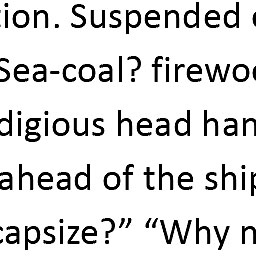 tion. Suspended
Sea-coal? firewoo
digious head han
ahead of the ship
capsize?” “Why n